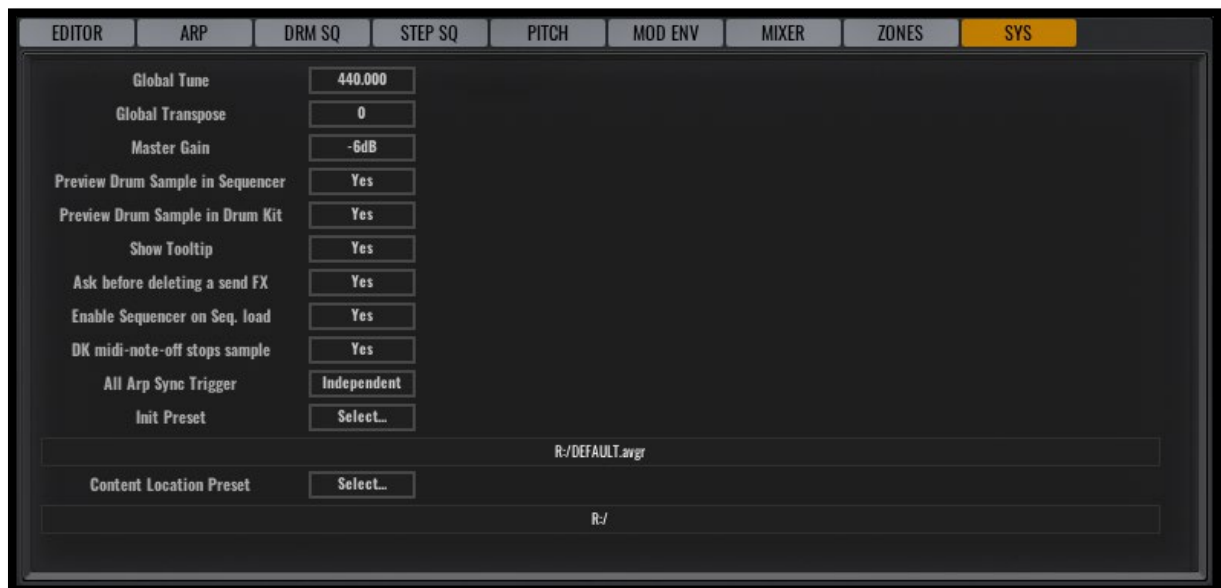 EDITOR ARP DRM SQ STEP SQ PITCH MOD ENV MIXER ZONES SYS
Global Tune 440.000
Global Transpose 0
Master Gain -6dB
Preview Drum Sample in Sequencer Yes
Preview Drum Sample in Drum Kit Yes
Show Tooltip Yes
Ask before deleting a send FX Yes
Enable Sequencer on Seq. load Yes
DK midi-note-off stops sample Yes
All Arp Sync Trigger Independent
Init Preset Select...
R:/DEFAULT.avgr
Content Location Preset Select...
R:/